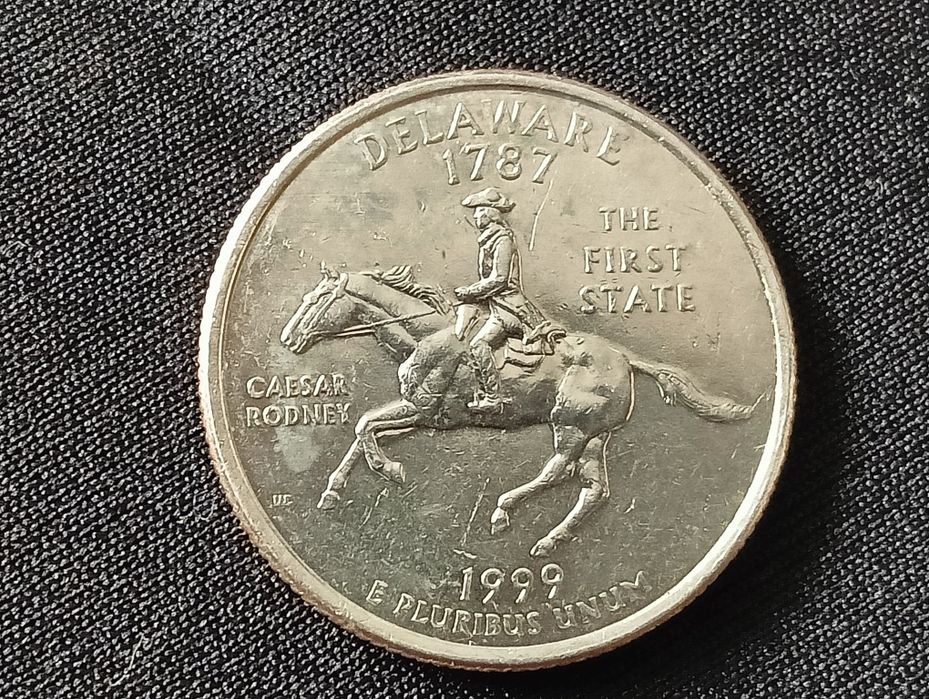 DELAWARE
1787
THE
FIRST
STATE
CAESAR
RODNEY
1999
E PLURIBUS UNUM